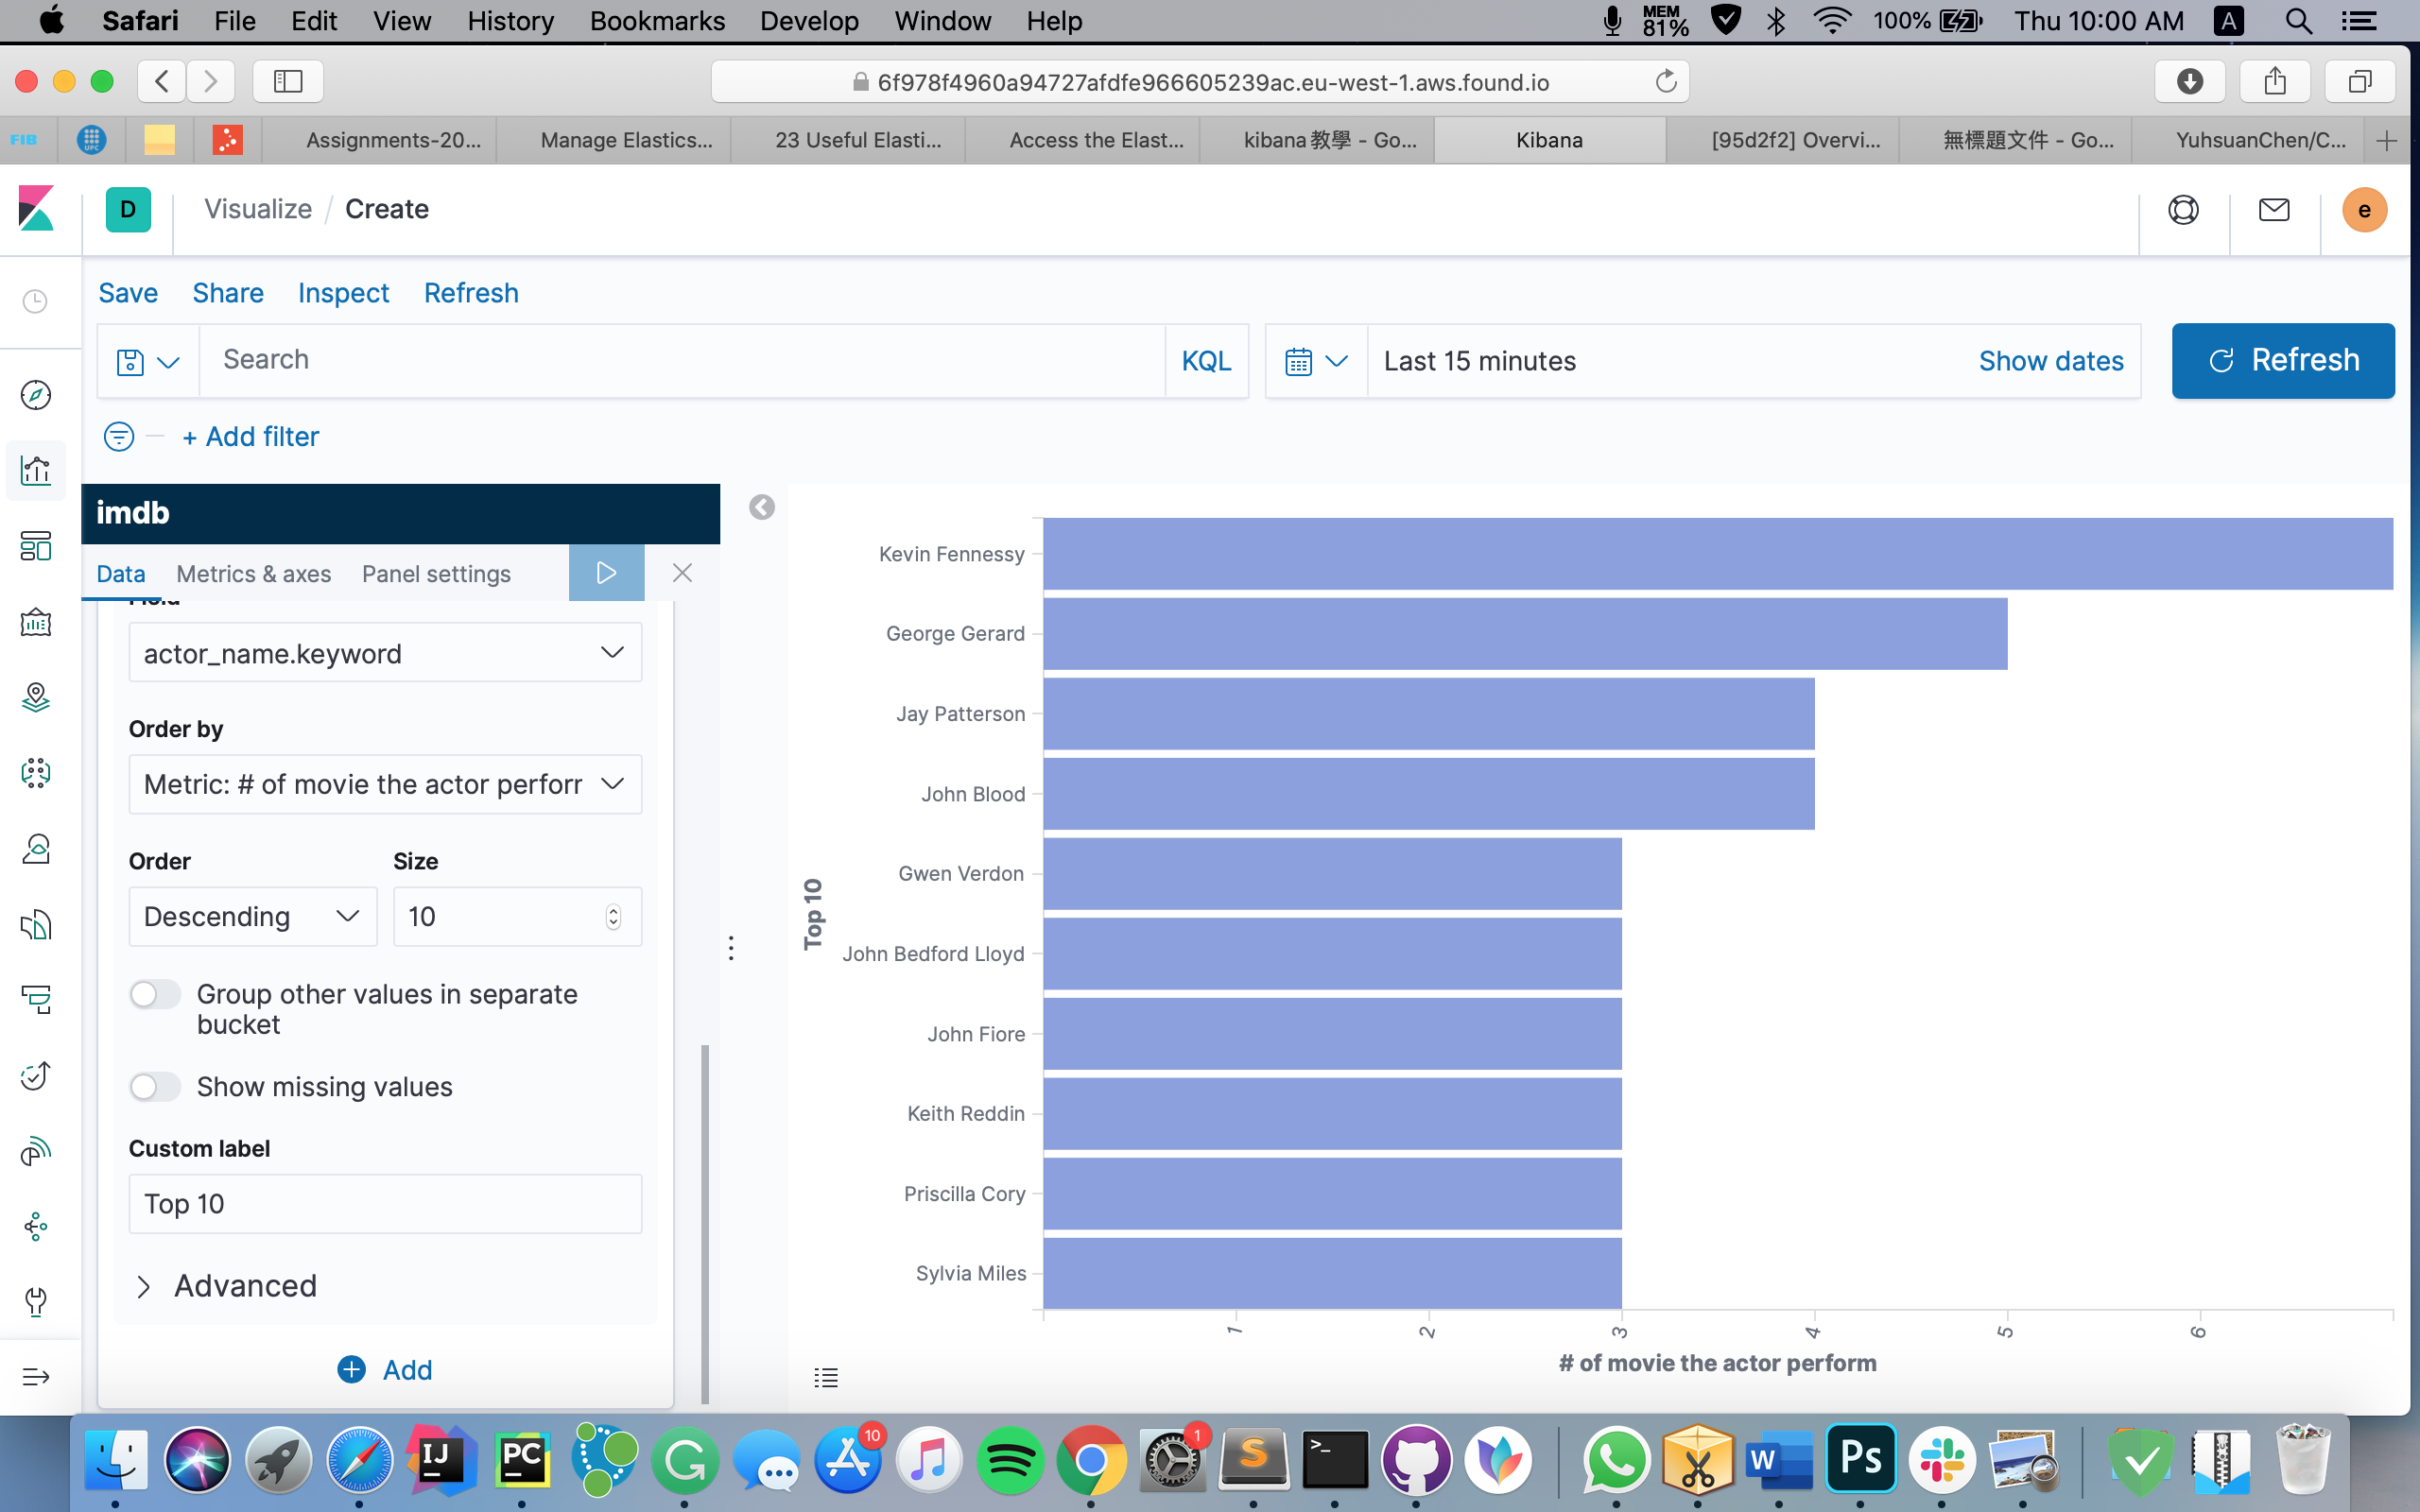 Safari File Edit View History Bookmarks Develop Window Help MEM 81% 100% Thu 10:00 AM A
6f978f4960a94727afdfe966605239ac.eu-west-1.aws.found.io
FIB UPC Assignments-20... Manage Elastics... 23 Useful Elasti... Access the Elast... kibana 教學 - Go... Kibana [95d2f2] Overvi... 無標題文件 - Go... YuhsuanChen/C...
D Visualize / Create e
Save Share Inspect Refresh
Search KQL Last 15 minutes Show dates Refresh
+ Add filter
imdb
Data Metrics & axes Panel settings
Field
actor_name.keyword
Order by
Metric: # of movie the actor perforr
Order Size
Descending 10
Group other values in separate
bucket
Show missing values
Custom label
Top 10
Advanced
Add
Top 10
Kevin Fennessy
George Gerard
Jay Patterson
John Blood
Gwen Verdon
John Bedford Lloyd
John Fiore
Keith Reddin
Priscilla Cory
Sylvia Miles
1 2 3 4 5 6
# of movie the actor perform
IJ PC 10 1 S >_ W Ps